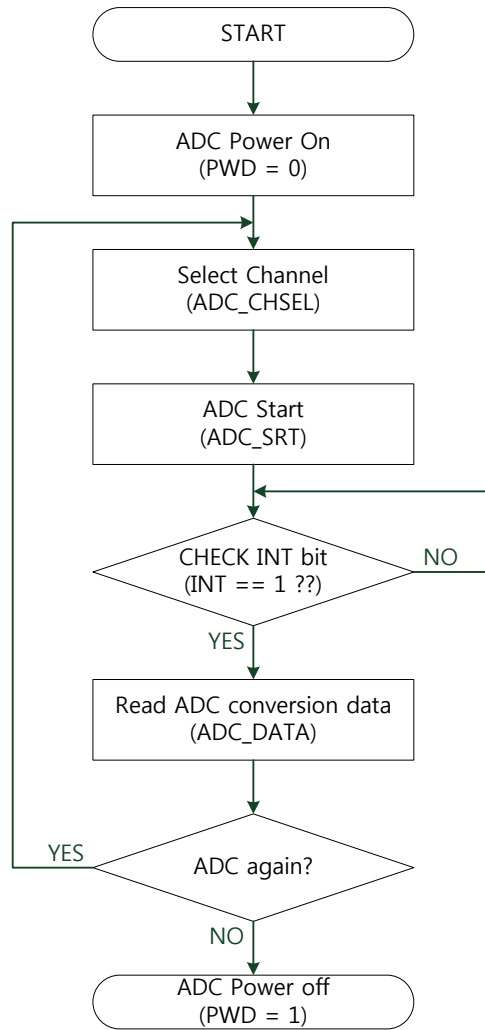 START
ADC Power On
(PWD = 0)
Select Channel
(ADC_CHSEL)
ADC Start
(ADC_SRT)
CHECK INT bit
(INT == 1 ??)
NO
YES
Read ADC conversion data
(ADC_DATA)
YES
ADC again?
NO
ADC Power off
(PWD = 1)